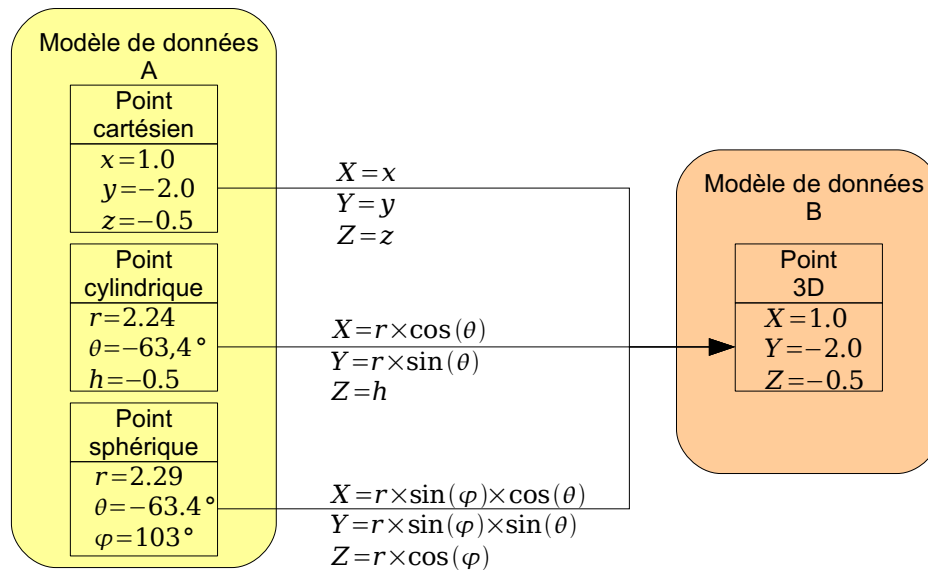 Modèle de données
A
Point
cartésien
x=1.0
y=−2.0
z=−0.5
Point
cylindrique
r=2.24
θ=−63,4°
h=−0.5
Point
sphérique
r=2.29
θ=−63.4°
φ=103°
X=x
Y=y
Z=z
X=r×cos(θ)
Y=r×sin(θ)
Z=h
X=r×sin(φ)×cos(θ)
Y=r×sin(φ)×sin(θ)
Z=r×cos(φ)
Modèle de données
B
Point
3D
X=1.0
Y=−2.0
Z=−0.5